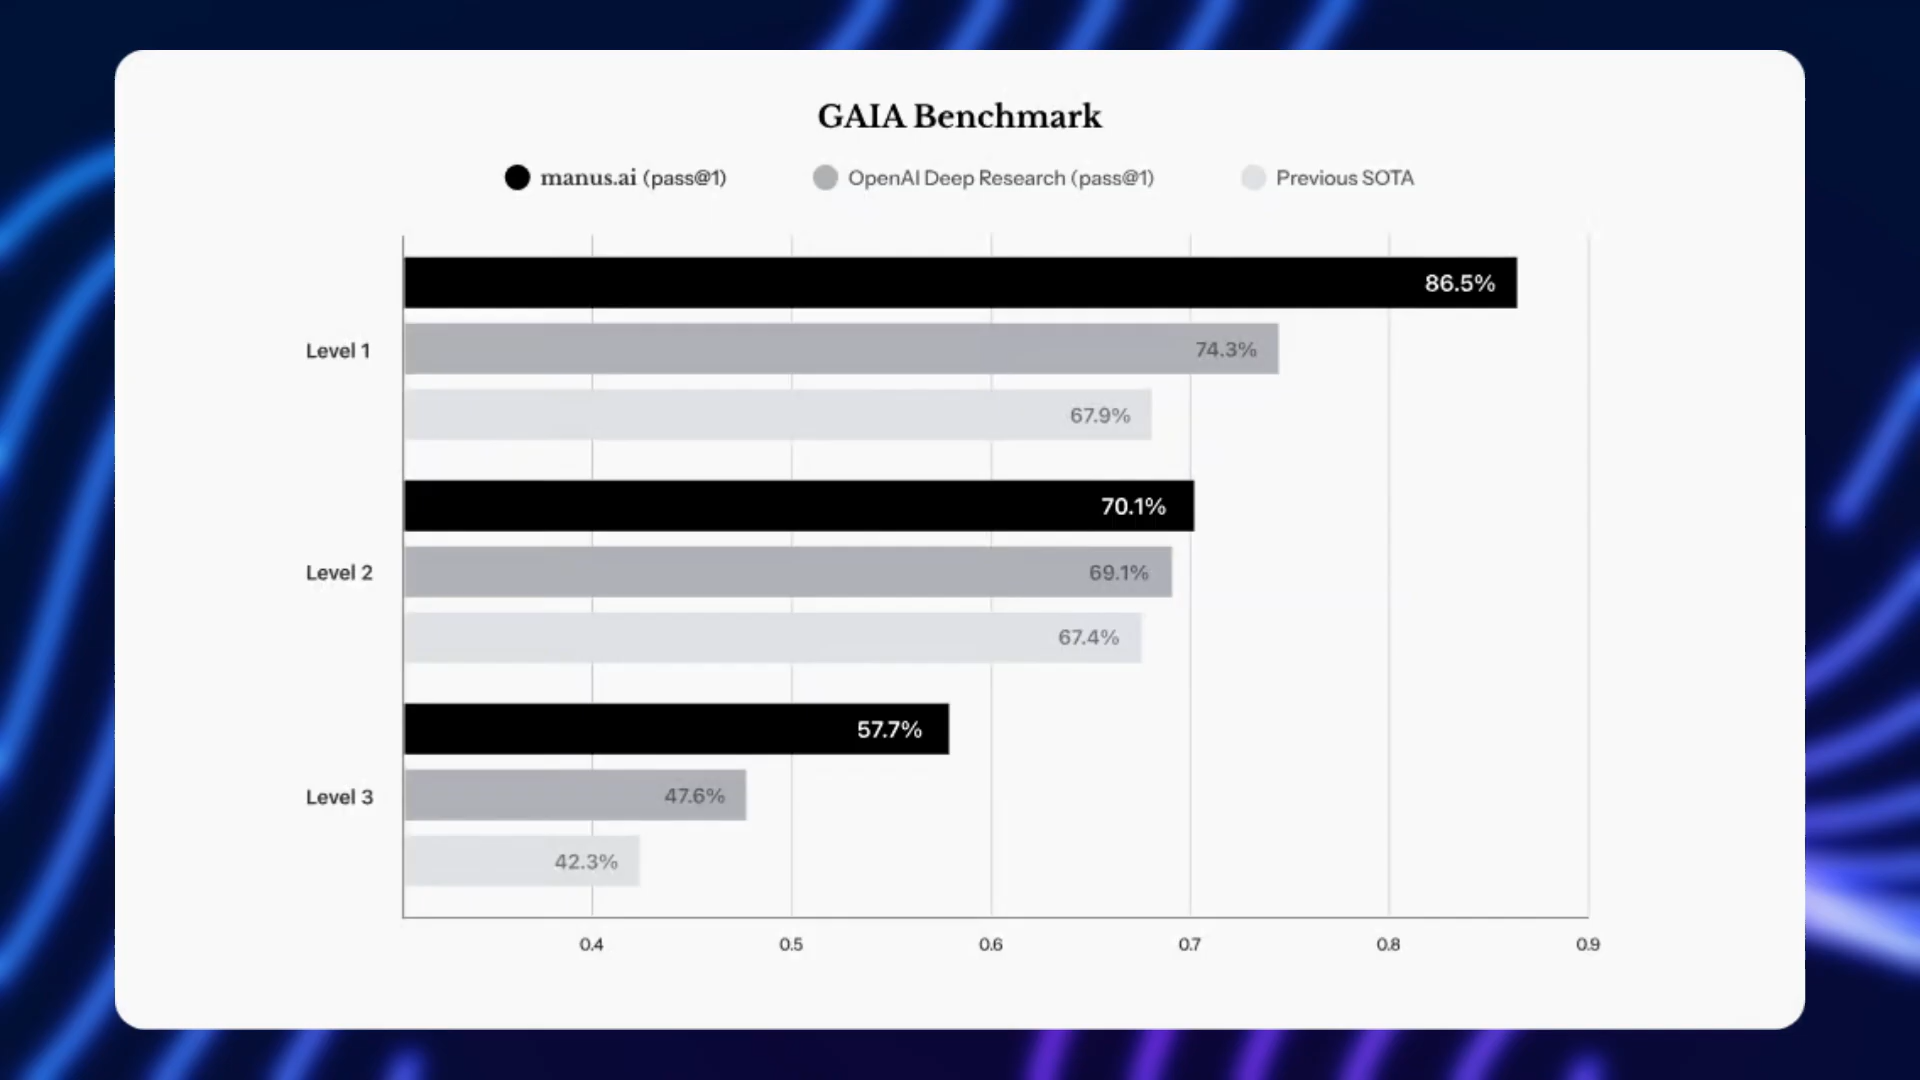 GAIA Benchmark
manus.ai (pass@1) OpenAI Deep Research (pass@1) Previous SOTA
86.5%
Level 1 74.3%
67.9%
70.1%
Level 2 69.1%
67.4%
57.7%
Level 3 47.6%
42.3%
0.4 0.5 0.6 0.7 0.8 0.9